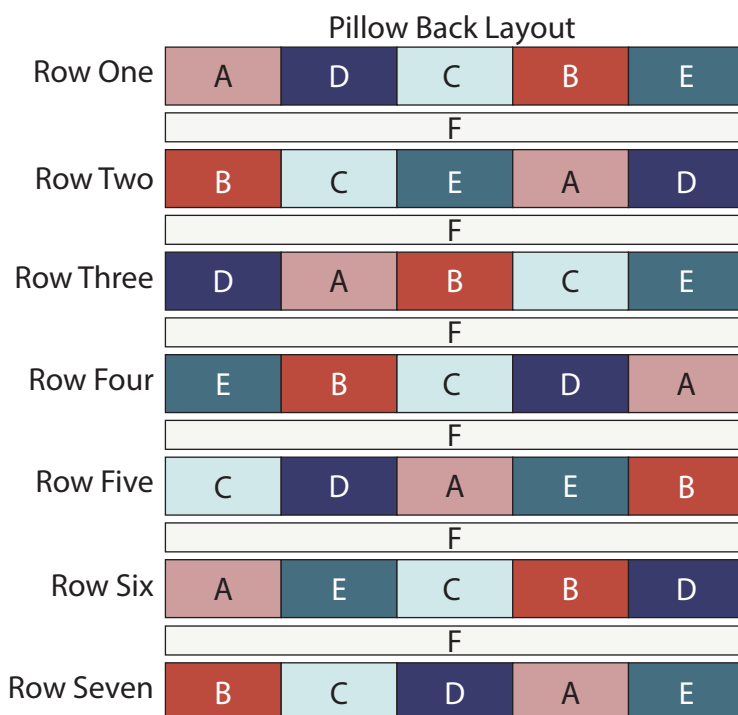 Pillow Back Layout
Row One A D C B E
F
Row Two B C E A D
F
Row Three D A B C E
F
Row Four E B C D A
F
Row Five C D A E B
F
Row Six A E C B D
F
Row Seven B C D A E